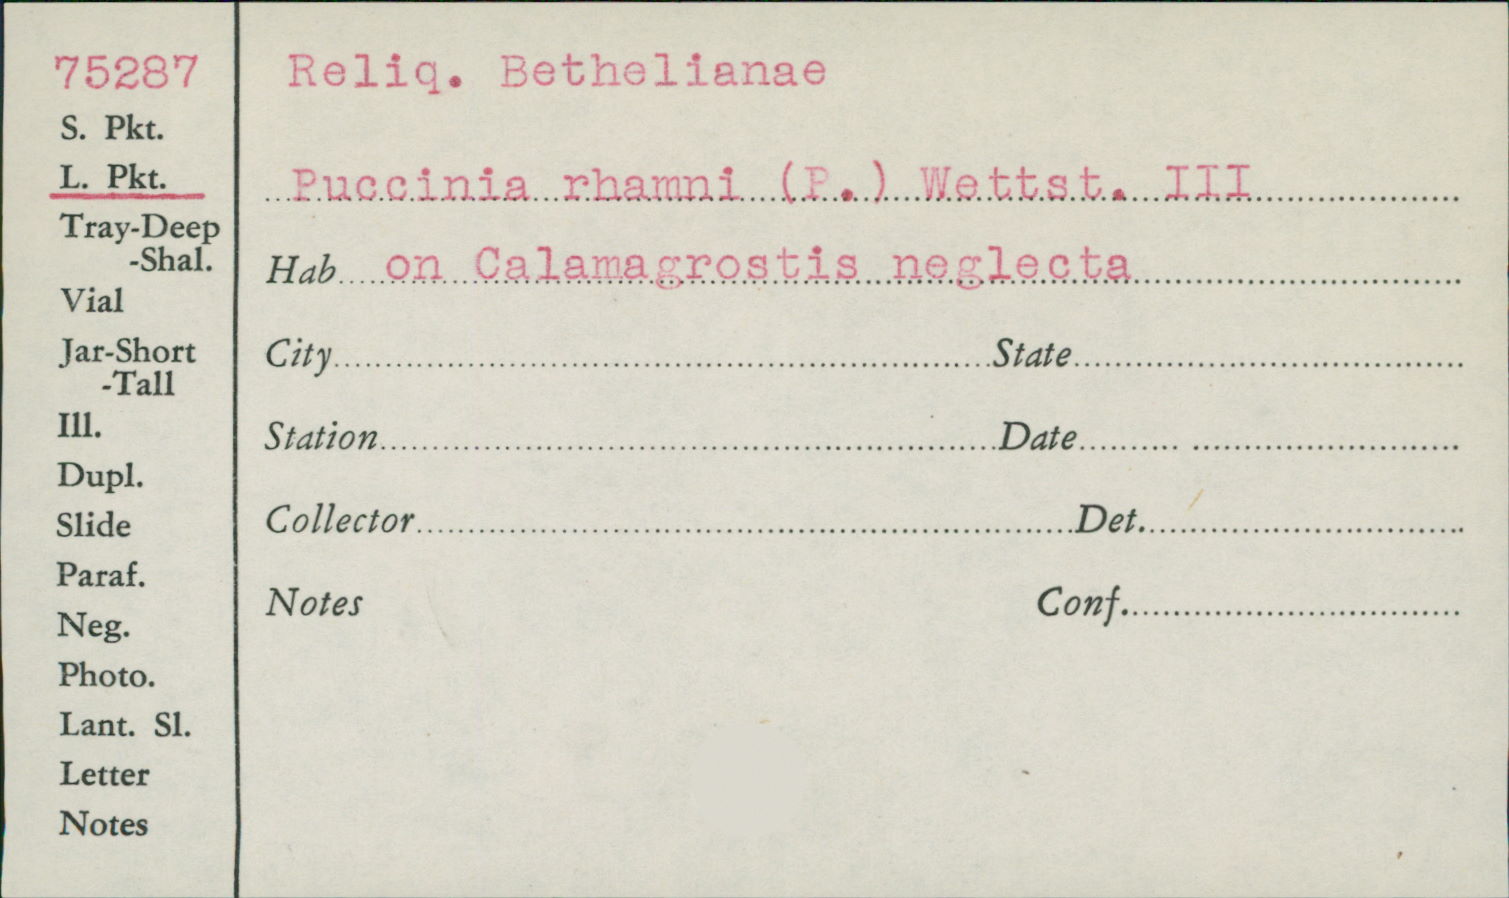 75287
S. Pkt.
L. Pkt.
Tray-Deep
-Shal.
Vial
Jar-Short
-Tall
Ill.
Dupl.
Slide
Paraf.
Neg.
Photo.
Lant. Sl.
Letter
Notes
Reliq. Bethelianae
Puccinia rhamni (P.) Wettst. III
Hab on Calamagrostis neglecta
City State
Station Date
Collector Det.
Notes Conf.